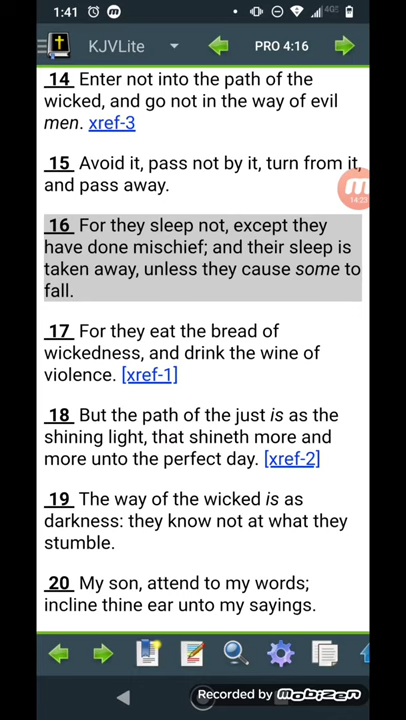 1:41
4GE
KJVLite
PRO 4:16
14 Enter not into the path of the
wicked, and go not in the way of evil
men. xref-3
15 Avoid it, pass not by it, turn from it,
and pass away.
14:23
16 For they sleep not, except they
have done mischief; and their sleep is
taken away, unless they cause some to
fall.
17 For they eat the bread of
wickedness, and drink the wine of
violence. [xref-1]
18 But the path of the just is as the
shining light, that shineth more and
more unto the perfect day. [xref-2]
19 The way of the wicked is as
darkness: they know not at what they
stumble.
20 My son, attend to my words;
incline thine ear unto my sayings.
Recorded by mobizen